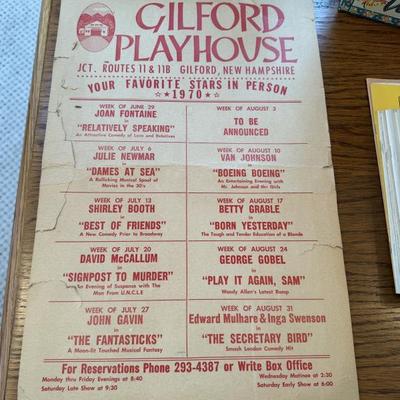 GILFORD
PLAYHOUSE
JCT. ROUTES 11 & 11B GILFORD, NEW HAMPSHIRE
YOUR FAVORITE STARS IN PERSON
☆☆ 1970 ☆☆
WEEK OF JUNE 29
JOAN FONTAINE
in
"RELATIVELY SPEAKING"
An Attractive Comedy of Love and Relatives
WEEK OF JULY 6
JULIE NEWMAR
in
"DAMES AT SEA"
A Rollicking Musical Spoof of
Movies in the 30's
WEEK OF JULY 13
SHIRLEY BOOTH
in
"BEST OF FRIENDS"
A New Comedy Prior to Broadway
WEEK OF JULY 20
DAVID McCALLUM
in
"SIGNPOST TO MURDER"
An Evening of Suspense with The
Man From U.N.C.L.E
WEEK OF JULY 27
JOHN GAVIN
in
"THE FANTASTICKS"
A Moon-lit Touched Musical Fantasy
WEEK OF AUGUST 3
TO BE
ANNOUNCED
WEEK OF AUGUST 10
VAN JOHNSON
in
"BOEING BOEING"
An Entertaining Evening with
Mr. Johnson and the Girls
WEEK OF AUGUST 17
BETTY GRABLE
in
"BORN YESTERDAY"
The Tough and Tender Education of a Blonde
WEEK OF AUGUST 24
GEORGE GOBEL
in
"PLAY IT AGAIN, SAM"
Woody Allen's Latest Romp
WEEK OF AUGUST 31
Edward Mulhare & Inga Swenson
in
"THE SECRETARY BIRD"
Smash London Comedy Hit
For Reservations Phone 293-4387 or Write Box Office
Monday thru Friday Evenings at 8:40
Saturday Late Show at 9:30
Wednesday Matinee at 2:30
Saturday Early Show at 6:00